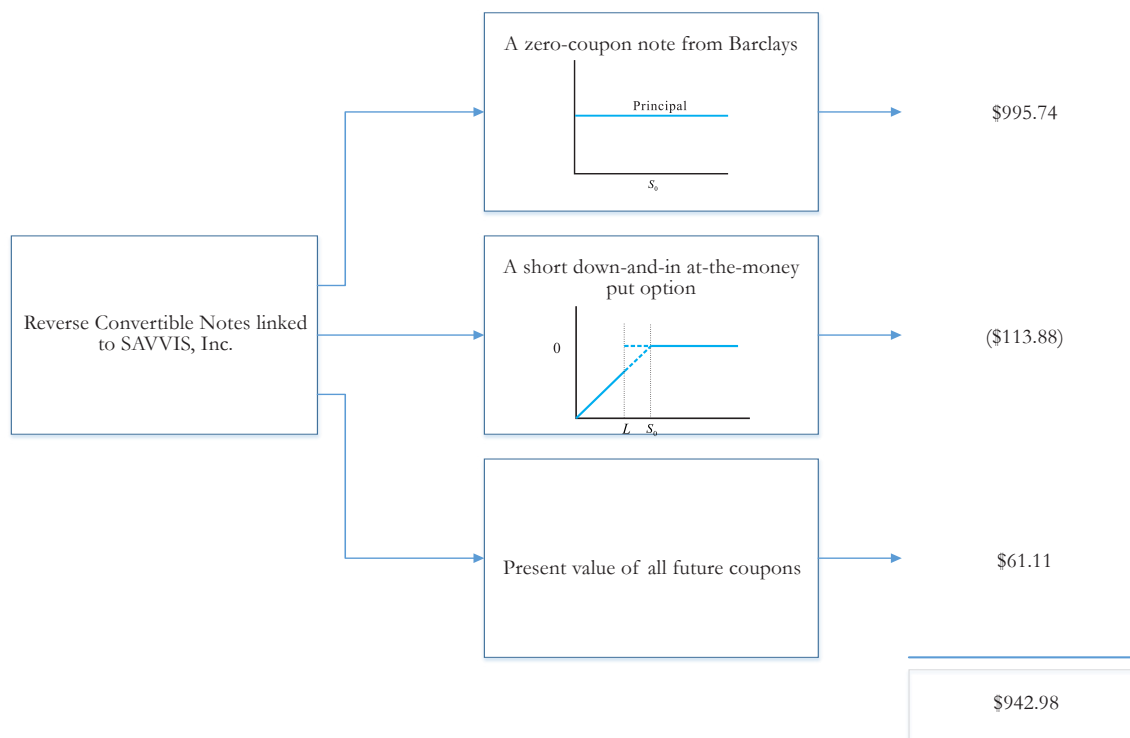 A zero-coupon note from Barclays
Principal
S₀
$995.74
Reverse Convertible Notes linked
to SAVVIS, Inc.
A short down-and-in at-the-money
put option
0
L S₀
($113.88)
Present value of all future coupons
$61.11
$942.98